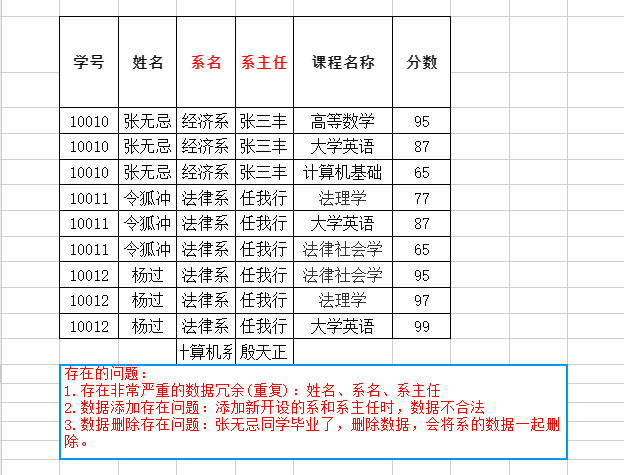 学号 姓名 系名 系主任 课程名称 分数
10010 张无忌 经济系 张三丰 高等数学 95
10010 张无忌 经济系 张三丰 大学英语 87
10010 张无忌 经济系 张三丰 计算机基础 65
10011 令狐冲 法律系 任我行 法理学 77
10011 令狐冲 法律系 任我行 大学英语 87
10011 令狐冲 法律系 任我行 法律社会学 65
10012 杨过 法律系 任我行 法律社会学 95
10012 杨过 法律系 任我行 法理学 97
10012 杨过 法律系 任我行 大学英语 99
计算机系 殷天正
存在的问题：
1.存在非常严重的数据冗余(重复)：姓名、系名、系主任
2.数据添加存在问题：添加新开设的系和系主任时，数据不合法
3.数据删除存在问题：张无忌同学毕业了，删除数据，会将系的数据一起删
除。